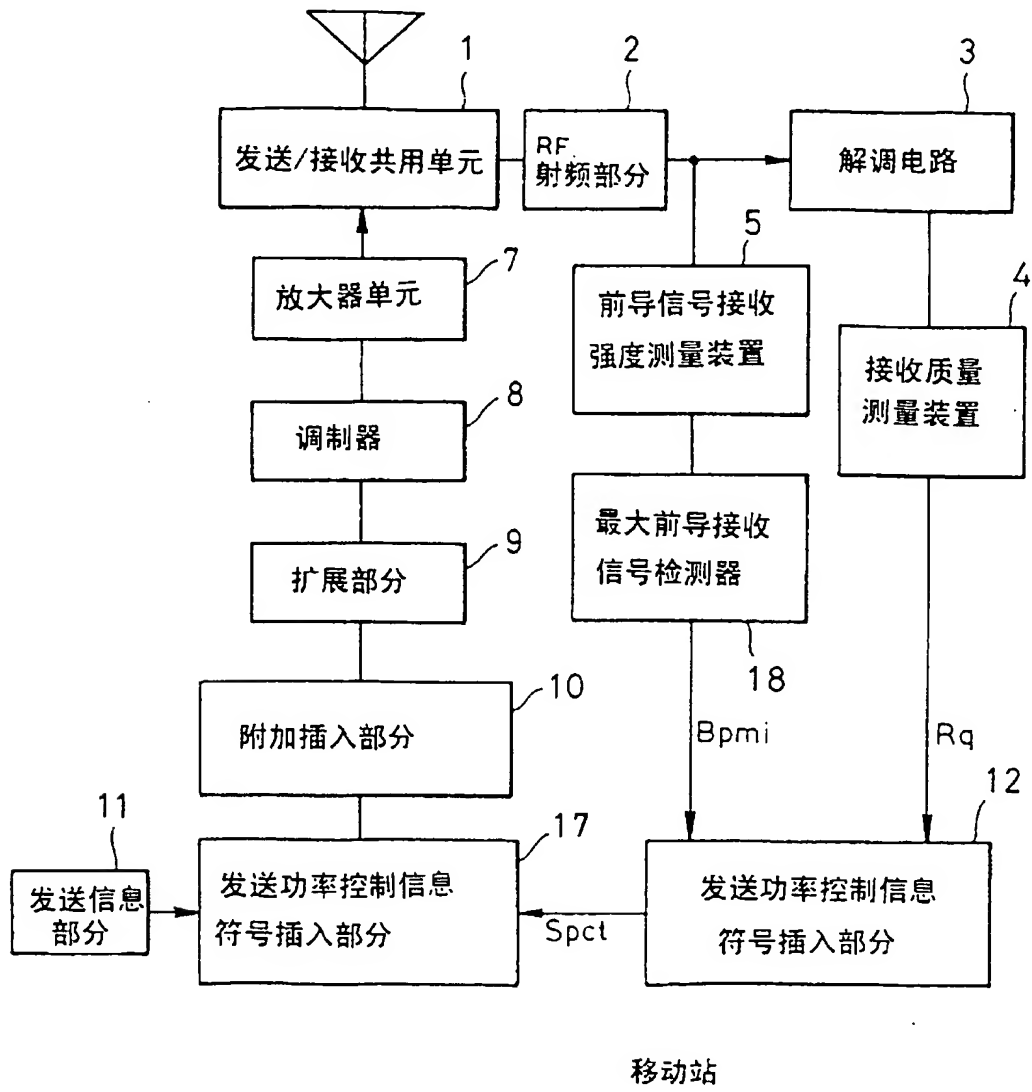 1
2
3
发送/接收共用单元
RF
射频部分
解调电路
5
4
7
放大器单元
前导信号接收
强度测量装置
接收质量
测量装置
8
调制器
最大前导接收
信号检测器
9
扩展部分
18
10
附加插入部分
Bpmi
Rq
11
17
12
发送信息
部分
发送功率控制信息
符号插入部分
Spct
发送功率控制信息
符号插入部分
移动站